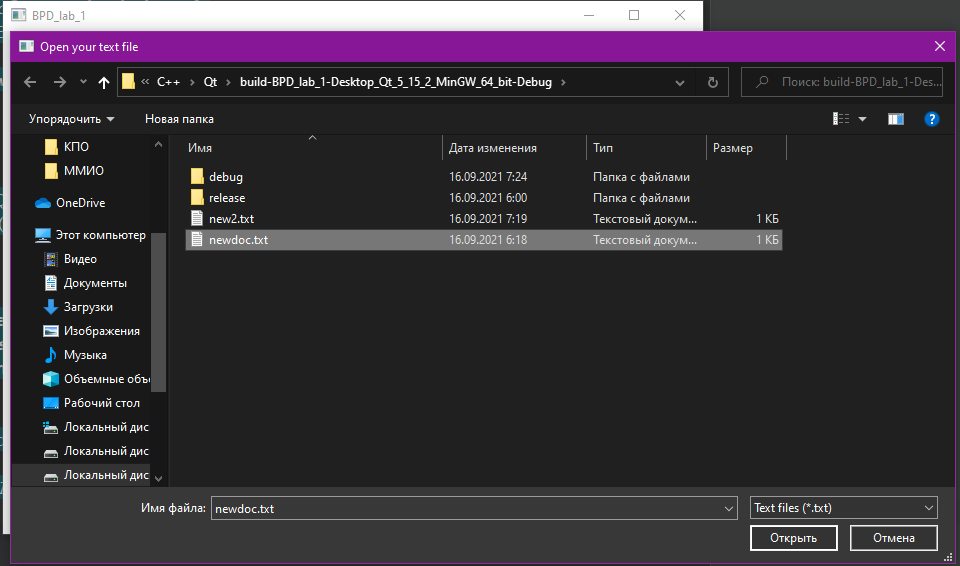 BPD_lab_1
Open your text file
« C++ > Qt > build-BPD_lab_1-Desktop_Qt_5_15_2_MinGW_64_bit-Debug >
Поиск: build-BPD_lab_1-Des...
Упорядочить
Новая папка
КПО
ММИО
OneDrive
Этот компьютер
Видео
Документы
Загрузки
Изображения
Музыка
Объемные объ
Рабочий стол
Локальный дис
Локальный дис
Локальный дис
Имя Дата изменения Тип Размер
debug 16.09.2021 7:24 Папка с файлами
release 16.09.2021 6:00 Папка с файлами
new2.txt 16.09.2021 7:19 Текстовый докум... 1 КБ
newdoc.txt 16.09.2021 6:18 Текстовый докум... 1 КБ
Имя файла: newdoc.txt
Text files (*.txt)
Открыть
Отмена